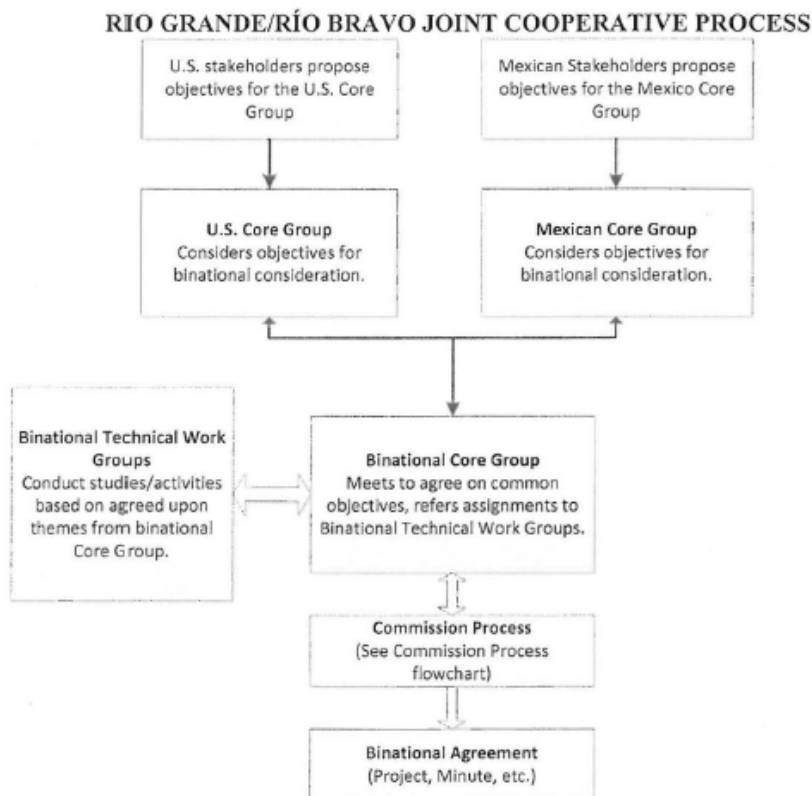 RIO GRANDE/RÍO BRAVO JOINT COOPERATIVE PROCESS
U.S. stakeholders propose
objectives for the U.S. Core
Group
Mexican Stakeholders propose
objectives for the Mexico Core
Group
U.S. Core Group
Considers objectives for
binational consideration.
Mexican Core Group
Considers objectives for
binational consideration.
Binational Technical Work
Groups
Conduct studies/activities
based on agreed upon
themes from binational
Core Group.
Binational Core Group
Meets to agree on common
objectives, refers assignments to
Binational Technical Work Groups.
Commission Process
(See Commission Process
flowchart)
Binational Agreement
(Project, Minute, etc.)